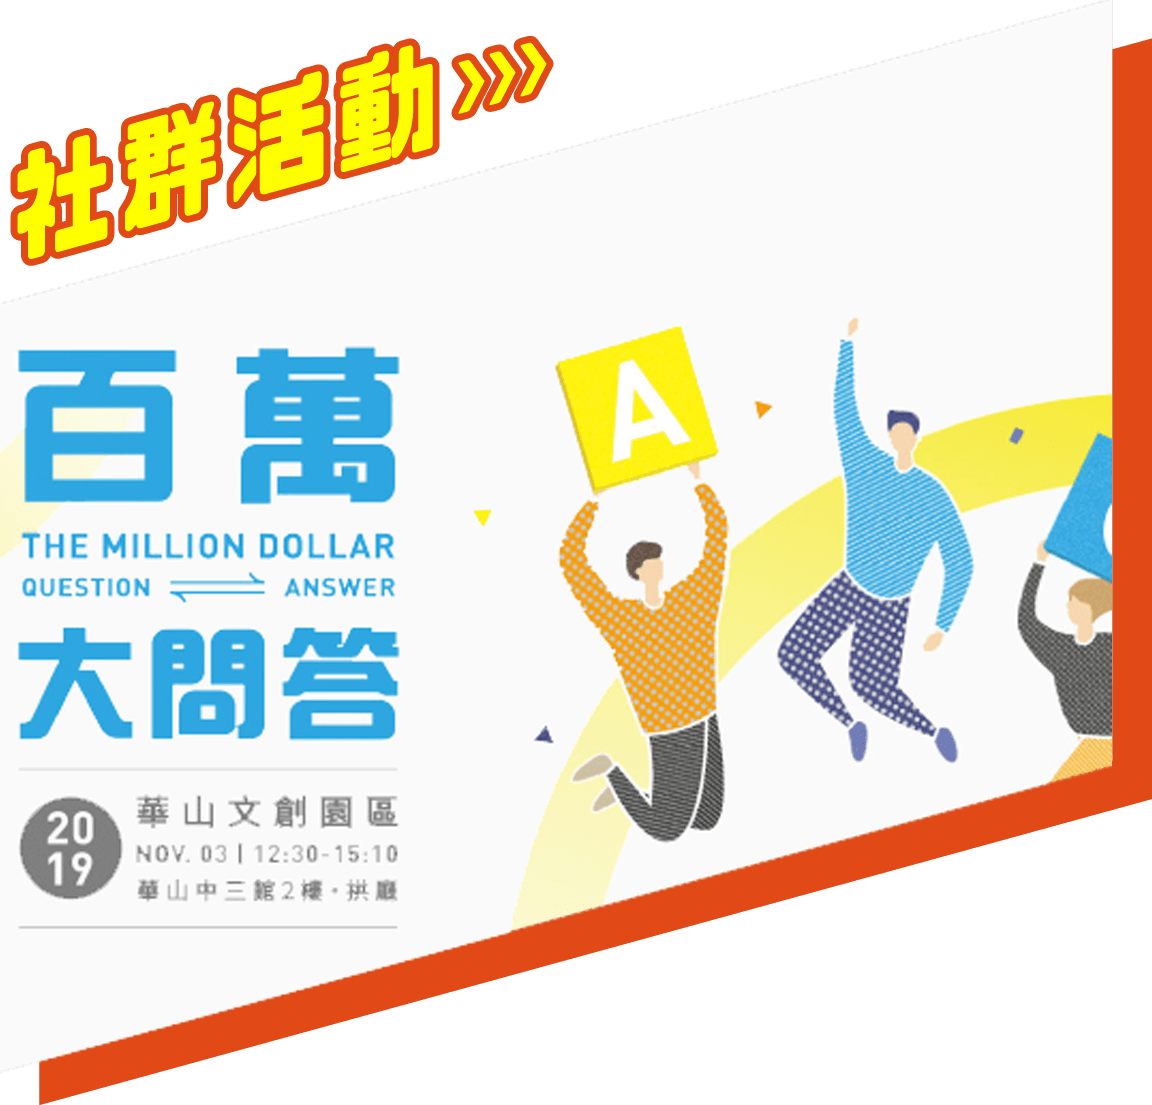 社群活動 >>>
百萬
THE MILLION DOLLAR
QUESTION ANSWER
大問答
2019
華山文創園區
NOV. 03 | 12:30-15:10
華山中三館2樓・拱廳
A